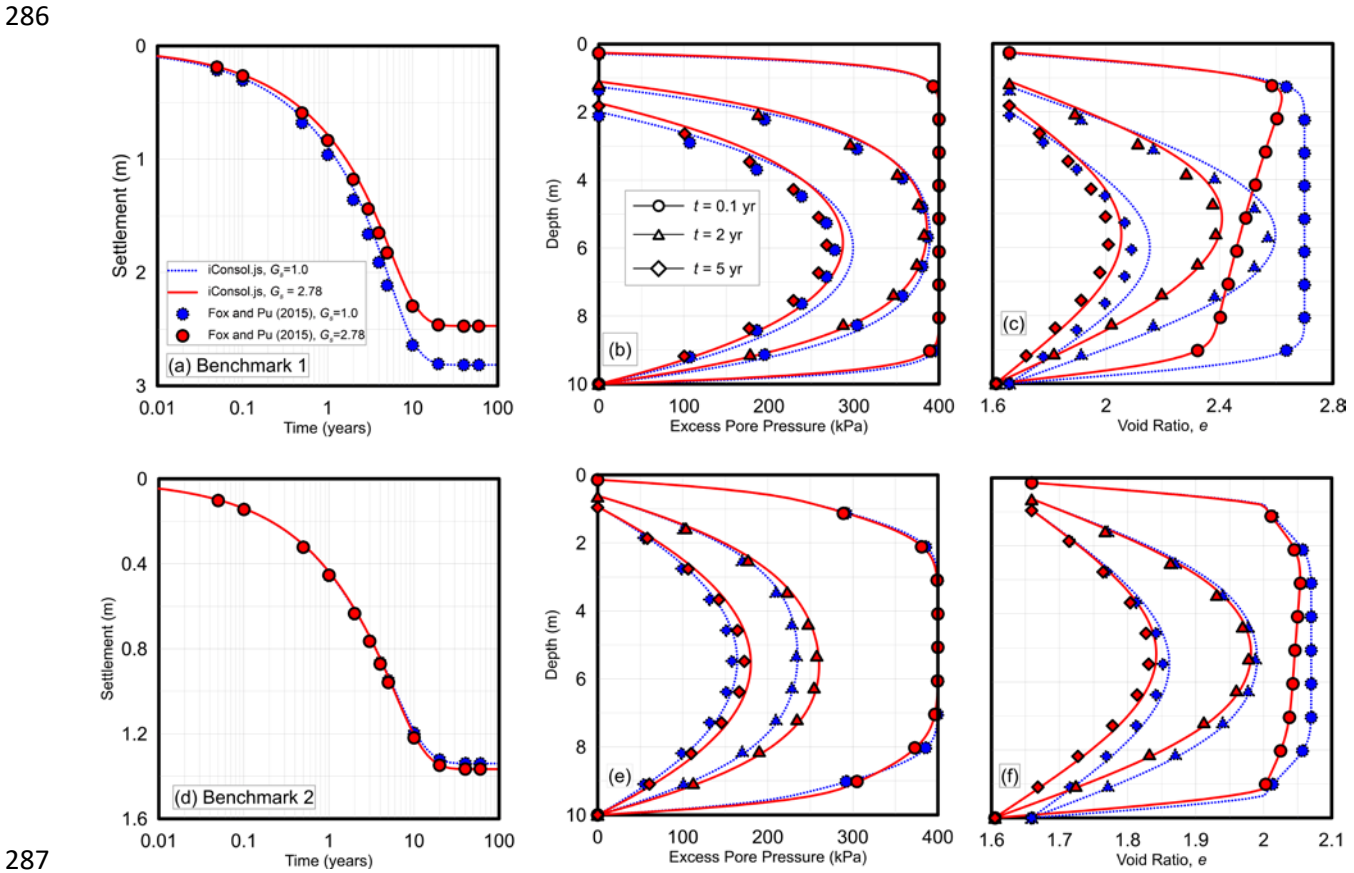 286
0
1
2
3
Settlement (m)
iConsol.js, Gs=1.0
iConsol.js, Gs = 2.78
Fox and Pu (2015), Gs=1.0
Fox and Pu (2015), Gs=2.78
(a) Benchmark 1
0.01 0.1 1 10 100
Time (years)
0
2
4
6
8
10
Depth (m)
t = 0.1 yr
t = 2 yr
t = 5 yr
(b)
0 100 200 300 400
Excess Pore Pressure (kPa)
(c)
1.6 2 2.4 2.8
Void Ratio, e
0
0.4
0.8
1.2
1.6
Settlement (m)
(d) Benchmark 2
0.01 0.1 1 10 100
Time (years)
0
2
4
6
8
10
Depth (m)
(e)
0 100 200 300 400
Excess Pore Pressure (kPa)
(f)
1.6 1.7 1.8 1.9 2 2.1
Void Ratio, e
287